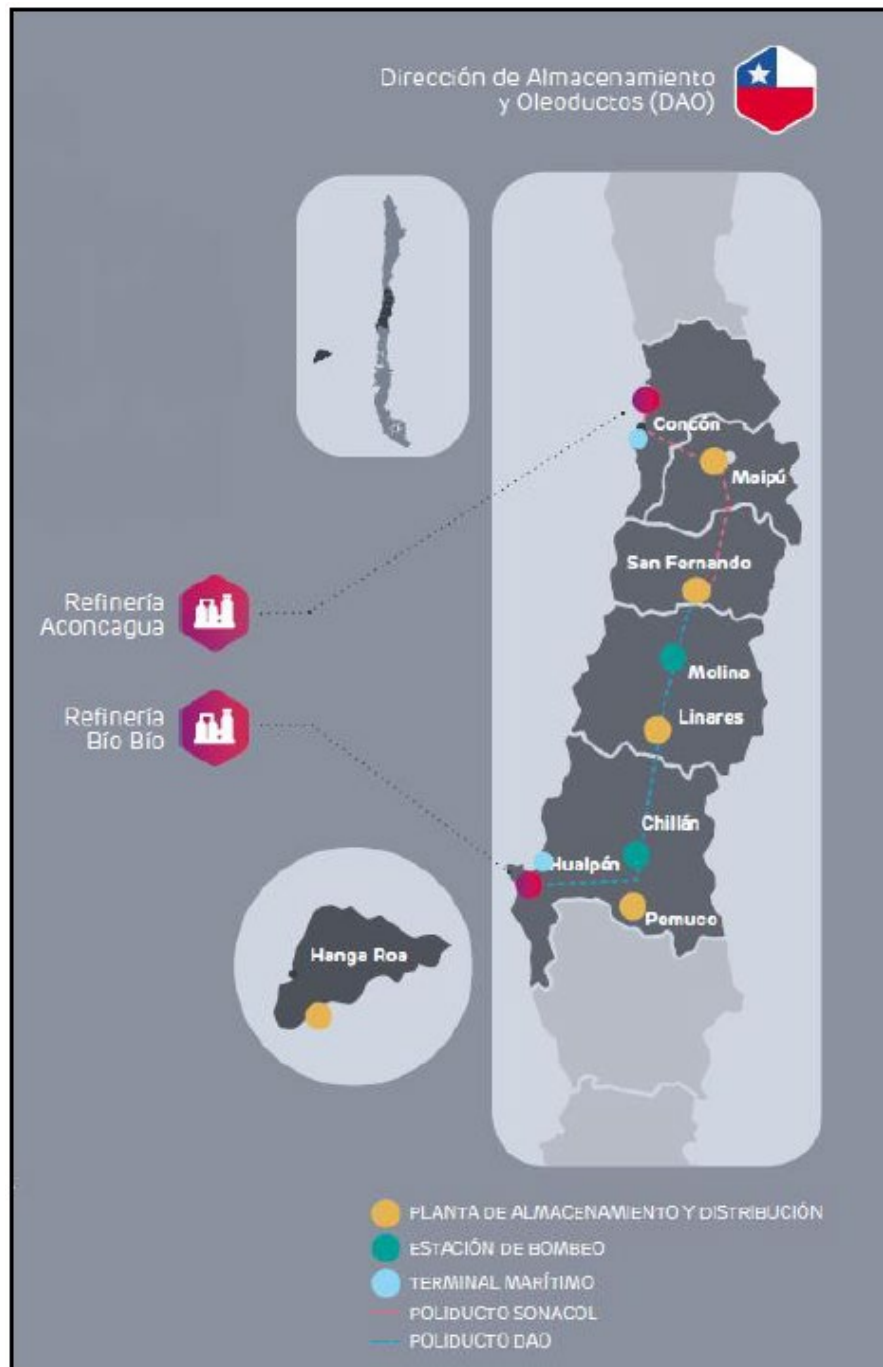 Dirección de Almacenamiento
y Oleoductos (DAO)
Concón
Maipú
San Fernando
Refinería
Aconcagua
Molina
Refinería
Bío Bío
Linares
Chillán
Hualpén
Pemuco
Hanga Roa
PLANTA DE ALMACENAMIENTO Y DISTRIBUCIÓN
ESTACIÓN DE BOMBEO
TERMINAL MARÍTIMO
POLIDUCTO SONACOL
POLIDUCTO DAO